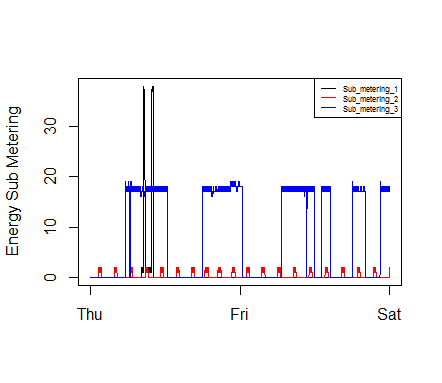 Sub_metering_1
Sub_metering_2
Sub_metering_3
Energy Sub Metering
30
20
10
0
Thu Fri Sat